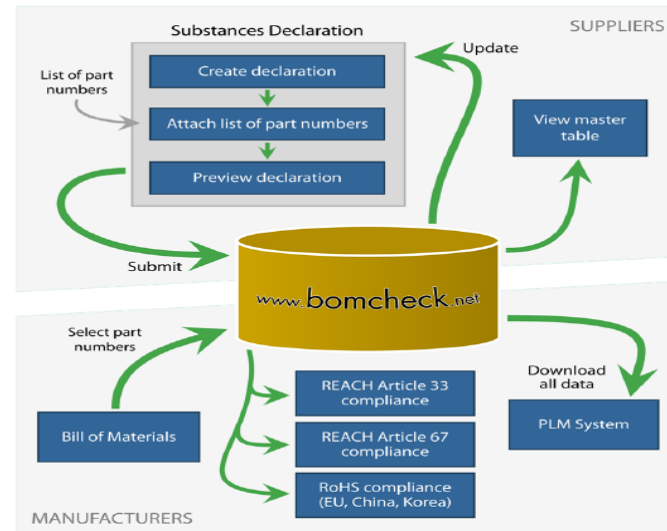 Substances Declaration
SUPPLIERS
Create declaration
Update
List of part
numbers
Attach list of part numbers
View master
table
Preview declaration
Submit
www.bomcheck.net
Select part
numbers
Download
all data
REACH Article 33
compliance
Bill of Materials
REACH Article 67
compliance
PLM System
RoHS compliance
(EU, China, Korea)
MANUFACTURERS